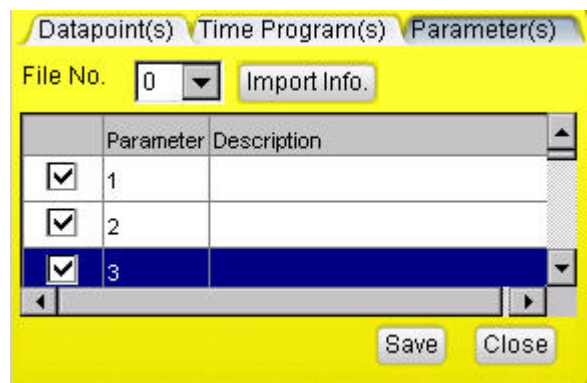 Datapoint(s) Time Program(s) Parameter(s)
File No. 0 Import Info.
Parameter Description
1
2
3
Save Close